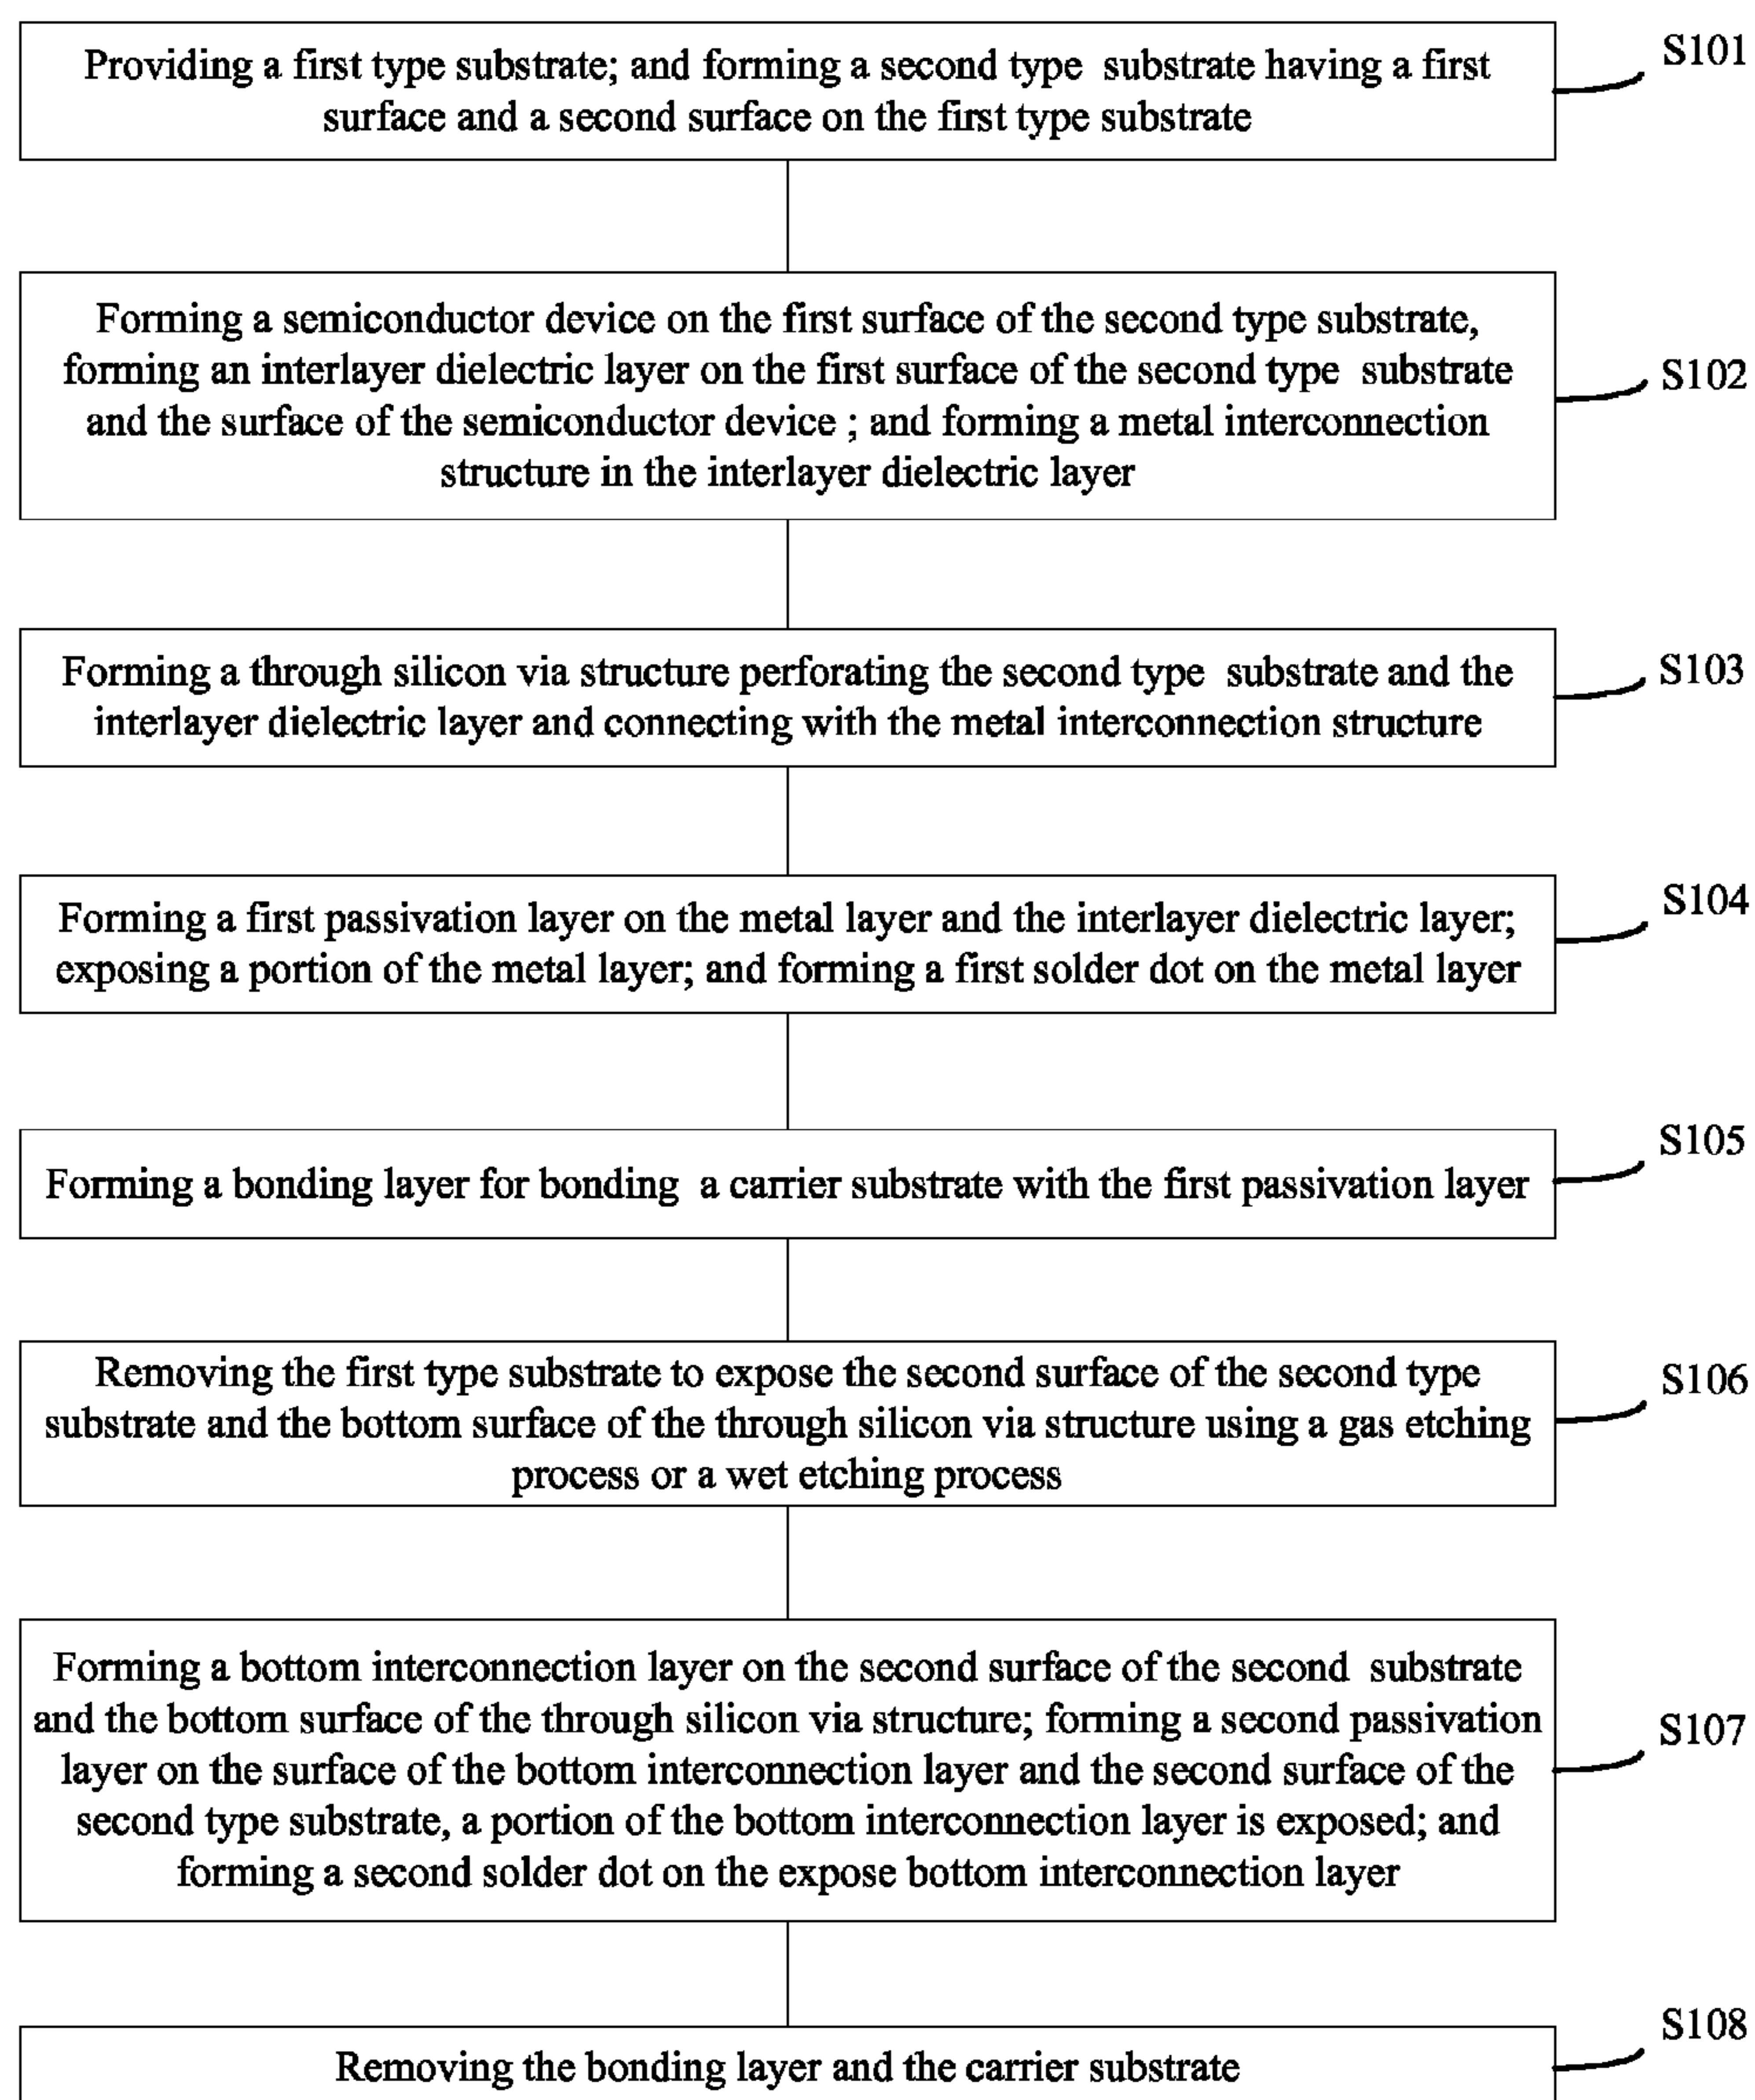 Providing a first type substrate; and forming a second type substrate having a first
surface and a second surface on the first type substrate
S101
Forming a semiconductor device on the first surface of the second type substrate,
forming an interlayer dielectric layer on the first surface of the second type substrate
and the surface of the semiconductor device ; and forming a metal interconnection
structure in the interlayer dielectric layer
S102
Forming a through silicon via structure perforating the second type substrate and the
interlayer dielectric layer and connecting with the metal interconnection structure
S103
Forming a first passivation layer on the metal layer and the interlayer dielectric layer;
exposing a portion of the metal layer; and forming a first solder dot on the metal layer
S104
Forming a bonding layer for bonding a carrier substrate with the first passivation layer
S105
Removing the first type substrate to expose the second surface of the second type
substrate and the bottom surface of the through silicon via structure using a gas etching
process or a wet etching process
S106
Forming a bottom interconnection layer on the second surface of the second substrate
and the bottom surface of the through silicon via structure; forming a second passivation
layer on the surface of the bottom interconnection layer and the second surface of the
second type substrate, a portion of the bottom interconnection layer is exposed; and
forming a second solder dot on the expose bottom interconnection layer
S107
Removing the bonding layer and the carrier substrate
S108